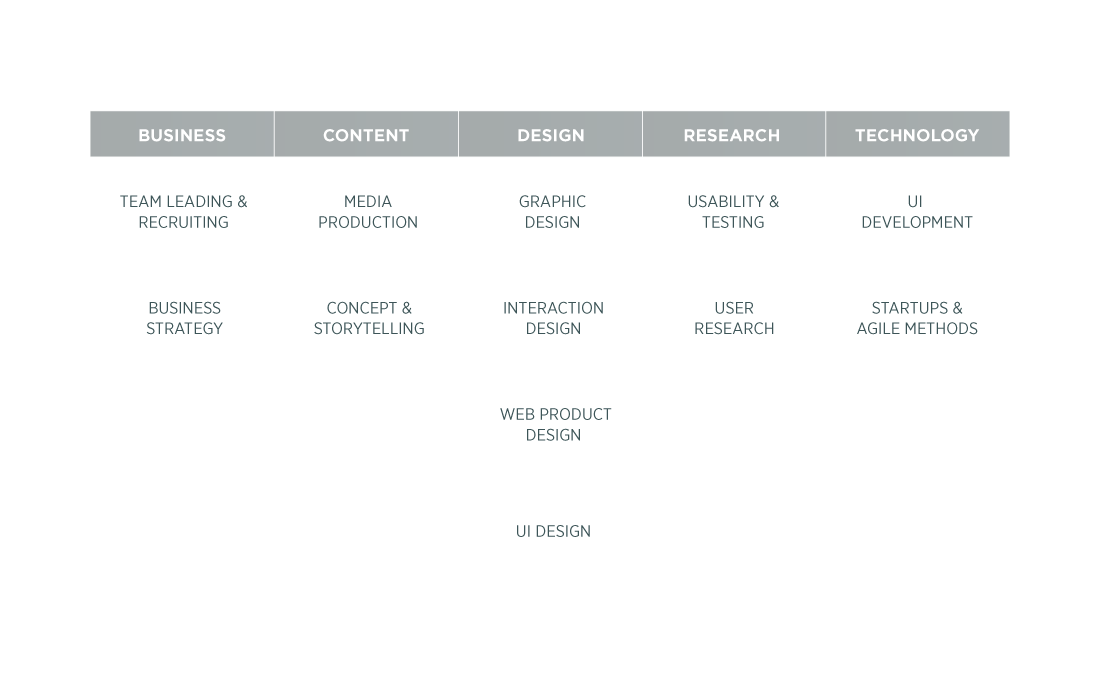 BUSINESS CONTENT DESIGN RESEARCH TECHNOLOGY
TEAM LEADING & MEDIA GRAPHIC USABILITY & UI
RECRUITING PRODUCTION DESIGN TESTING DEVELOPMENT
BUSINESS CONCEPT & INTERACTION USER STARTUPS &
STRATEGY STORYTELLING DESIGN RESEARCH AGILE METHODS
WEB PRODUCT
DESIGN
UI DESIGN